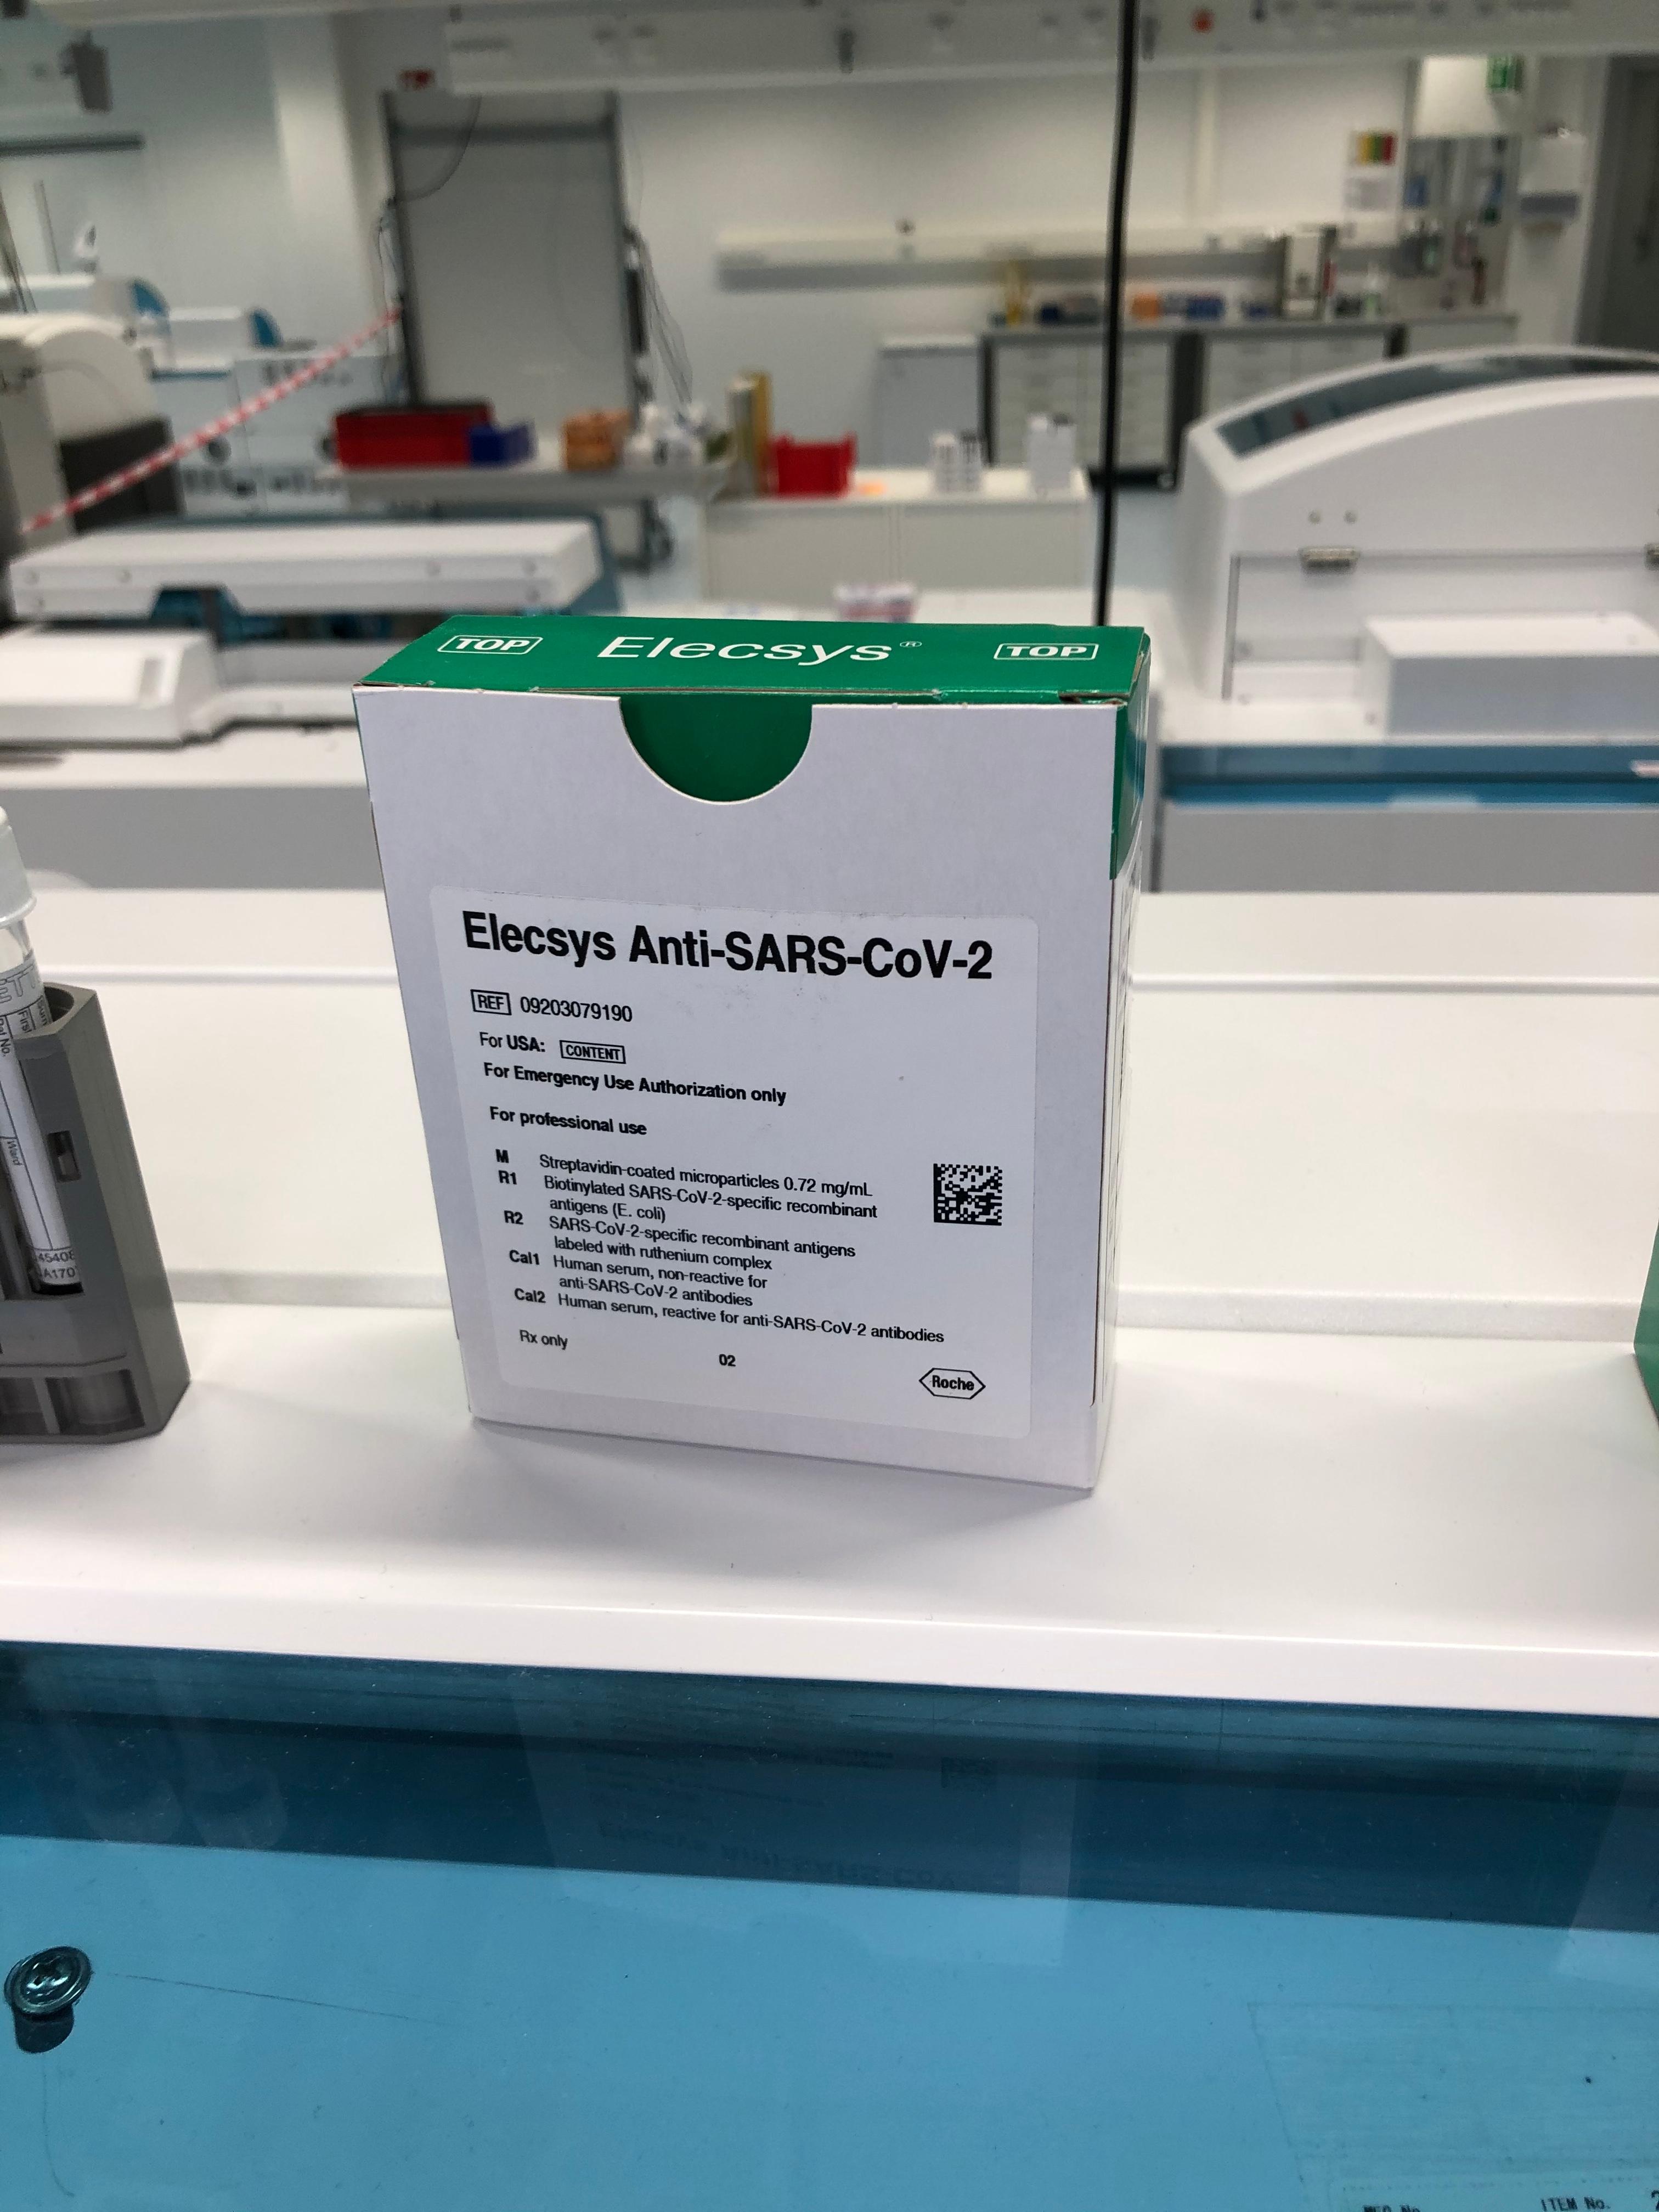 TOP Elecsys® TOP
Elecsys Anti-SARS-CoV-2
REF 09203079190
For USA: CONTENT
For Emergency Use Authorization only
For professional use
M Streptavidin-coated microparticles 0.72 mg/mL
R1 Biotinylated SARS-CoV-2-specific recombinant
antigens (E. coli)
R2 SARS-CoV-2-specific recombinant antigens
labeled with ruthenium complex
Cal1 Human serum, non-reactive for
anti-SARS-CoV-2 antibodies
Cal2 Human serum, reactive for anti-SARS-CoV-2 antibodies
Rx only
02
Roche
Ward
ITEM No.